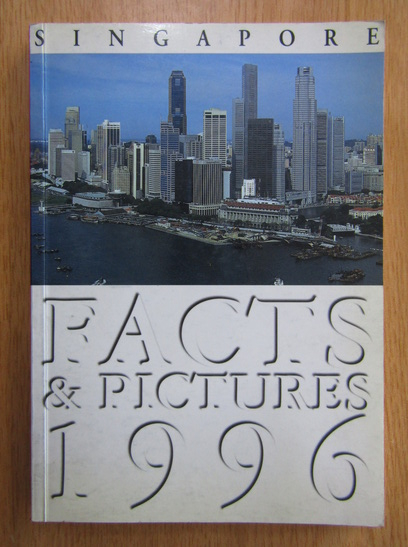 SINGAPORE
FACTS
& PICTURES
1996